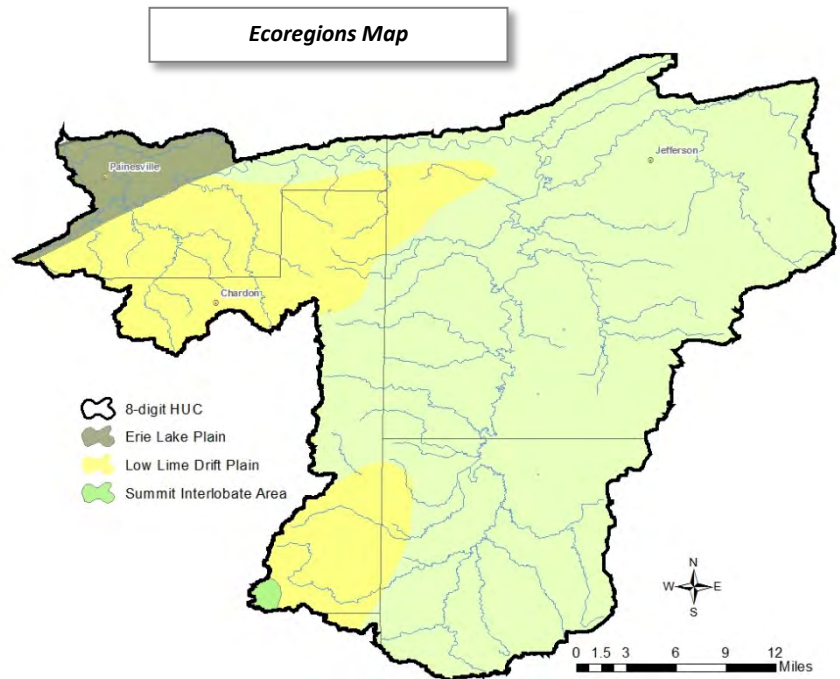 Ecoregions Map
Painesville
Jefferson
Chardon
8-digit HUC
Erie Lake Plain
Low Lime Drift Plain
Summit Interlobate Area
N
W E
S
0 1.5 3 6 9 12
Miles